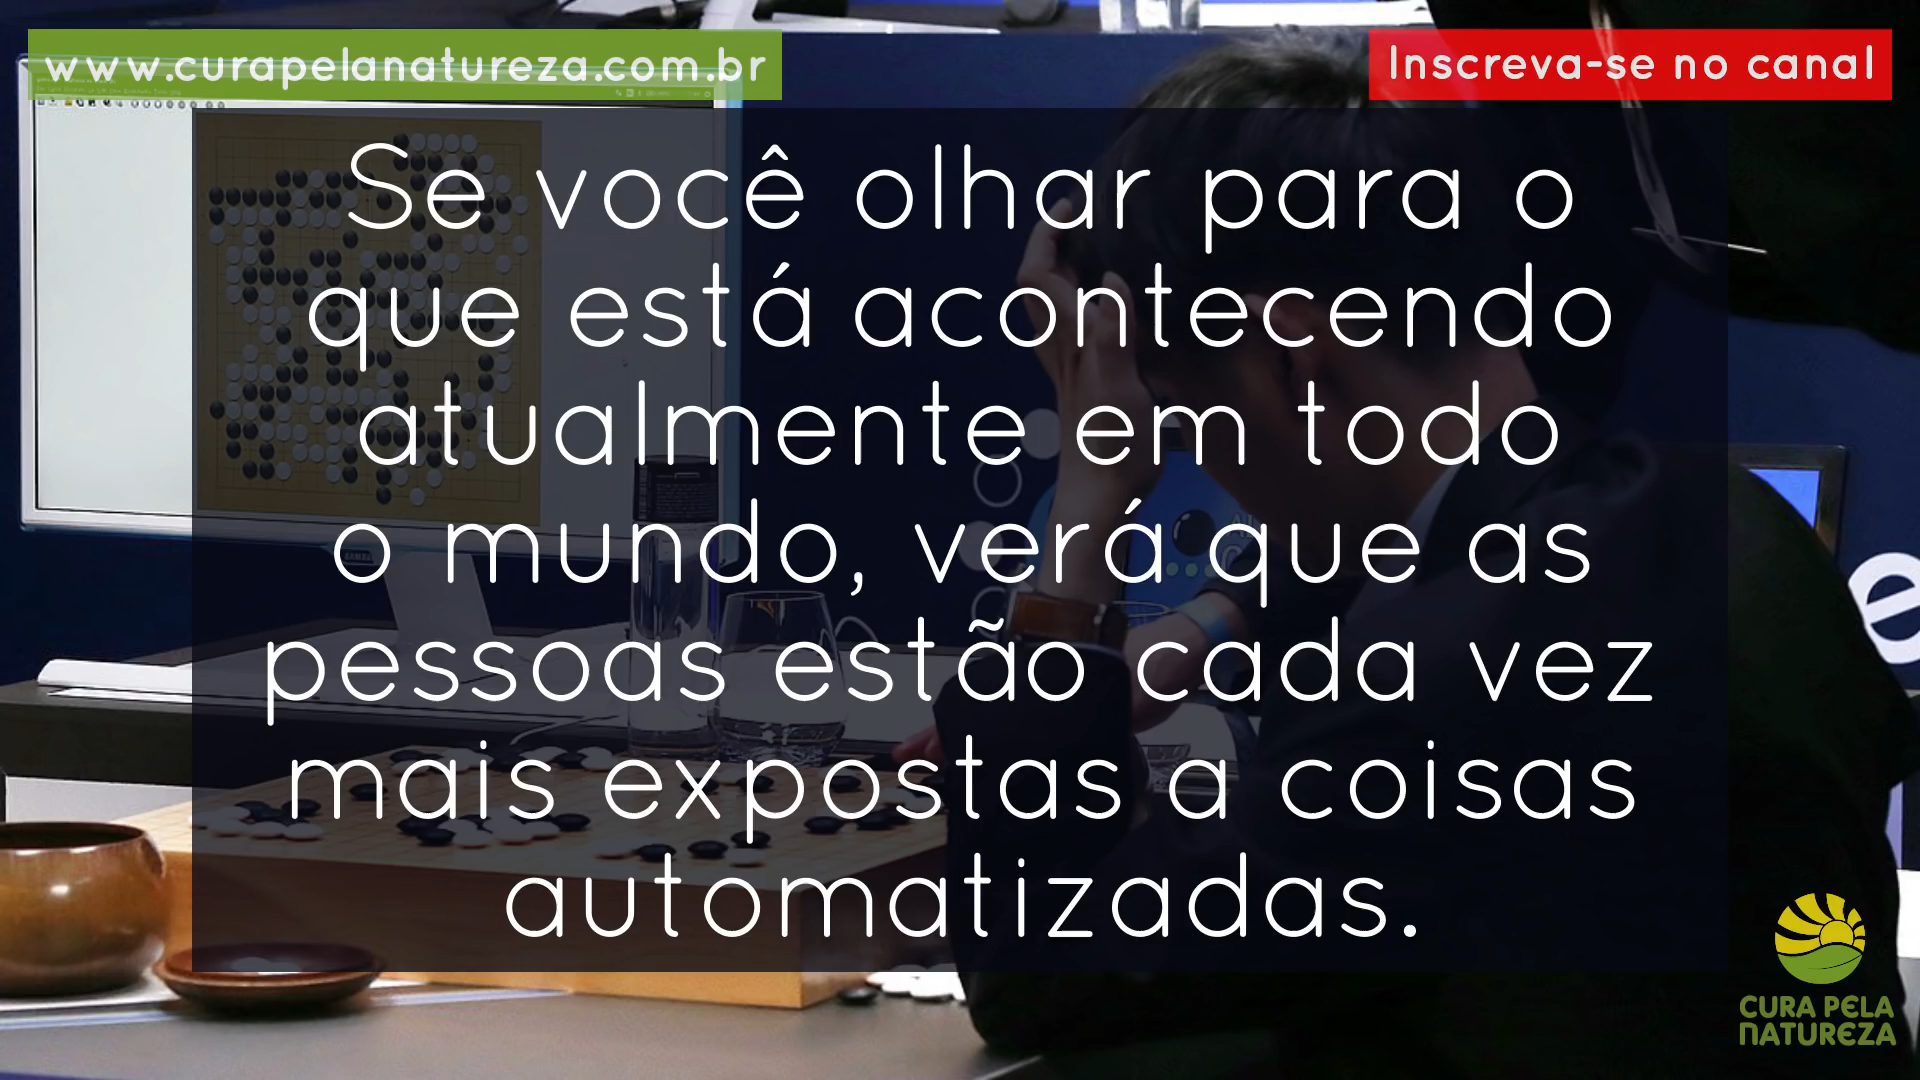 www.curapelanatureza.com.br
Inscreva-se no canal
Se você olhar para o
que está acontecendo
atualmente em todo
o mundo, verá que as
pessoas estão cada vez
mais expostas a coisas
automatizadas.
CURA PELA
NATUREZA